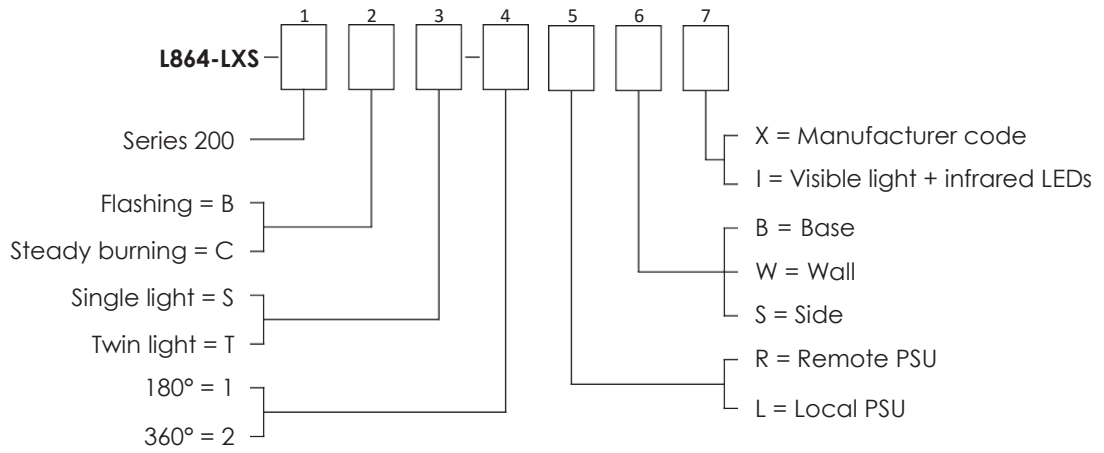 1 2 3 4 5 6 7
L864-LXS – –
Series 200
Flashing = B
Steady burning = C
Single light = S
Twin light = T
180° = 1
360° = 2
X = Manufacturer code
I = Visible light + infrared LEDs
B = Base
W = Wall
S = Side
R = Remote PSU
L = Local PSU